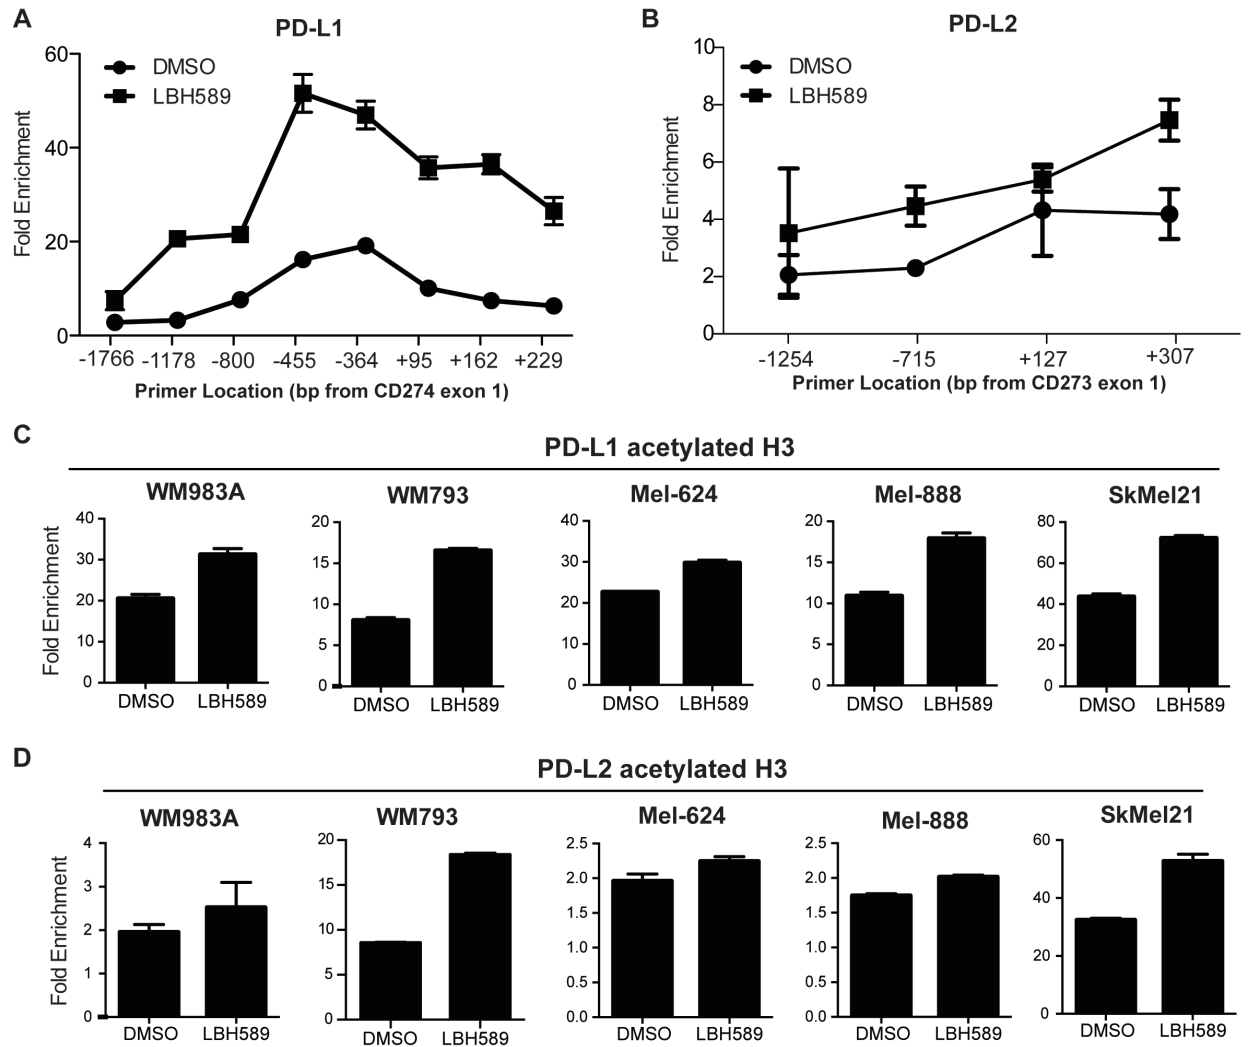 A
PD-L1
60
40
20
0
Fold Enrichment
DMSO
LBH589
-1766 -1178 -800 -455 -364 +95 +162 +229
Primer Location (bp from CD274 exon 1)
B
PD-L2
10
8
6
4
2
0
Fold Enrichment
DMSO
LBH589
-1254 -715 +127 +307
Primer Location (bp from CD273 exon 1)
C
PD-L1 acetylated H3
WM983A
40
30
20
10
0
Fold Enrichment
DMSO LBH589
WM793
20
15
10
5
0
DMSO LBH589
Mel-624
40
30
20
10
0
DMSO LBH589
Mel-888
20
15
10
5
0
DMSO LBH589
SkMel21
80
60
40
20
0
DMSO LBH589
D
PD-L2 acetylated H3
WM983A
4
3
2
1
0
Fold Enrichment
DMSO LBH589
WM793
20
15
10
5
0
DMSO LBH589
Mel-624
2.5
2.0
1.5
1.0
0.5
0.0
DMSO LBH589
Mel-888
2.5
2.0
1.5
1.0
0.5
0.0
DMSO LBH589
SkMel21
60
40
20
0
DMSO LBH589